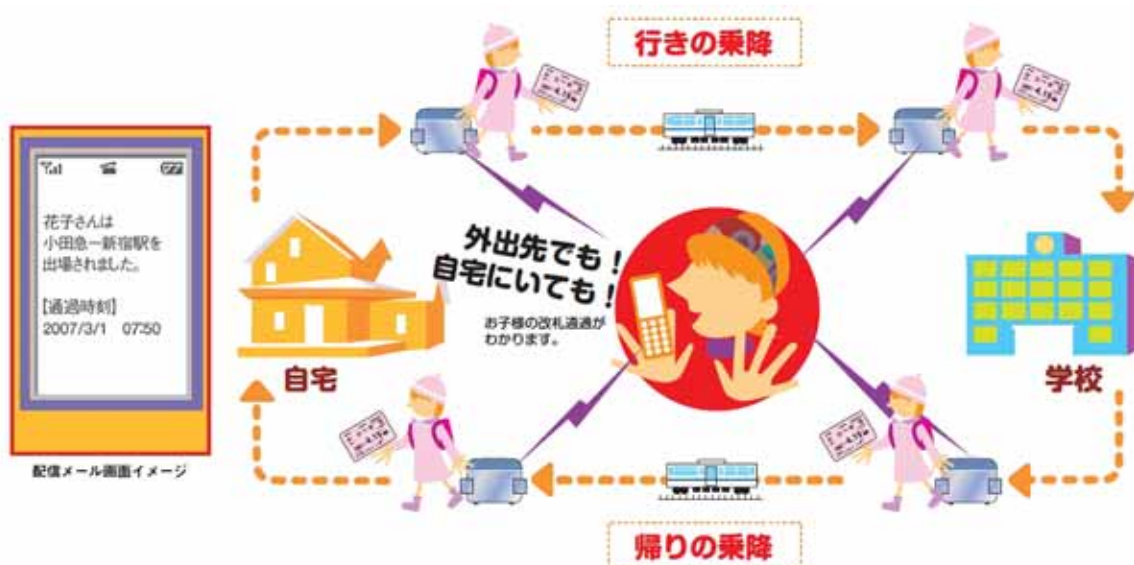 行きの乗降
花子さんは
小田急ー新宿駅を
出場されました。
【通過時刻】
2007/3/1 07:50
配信メール画面イメージ
外出先でも!
自宅にいても!
お子様の改札通過が
わかります。
自宅
学校
帰りの乗降